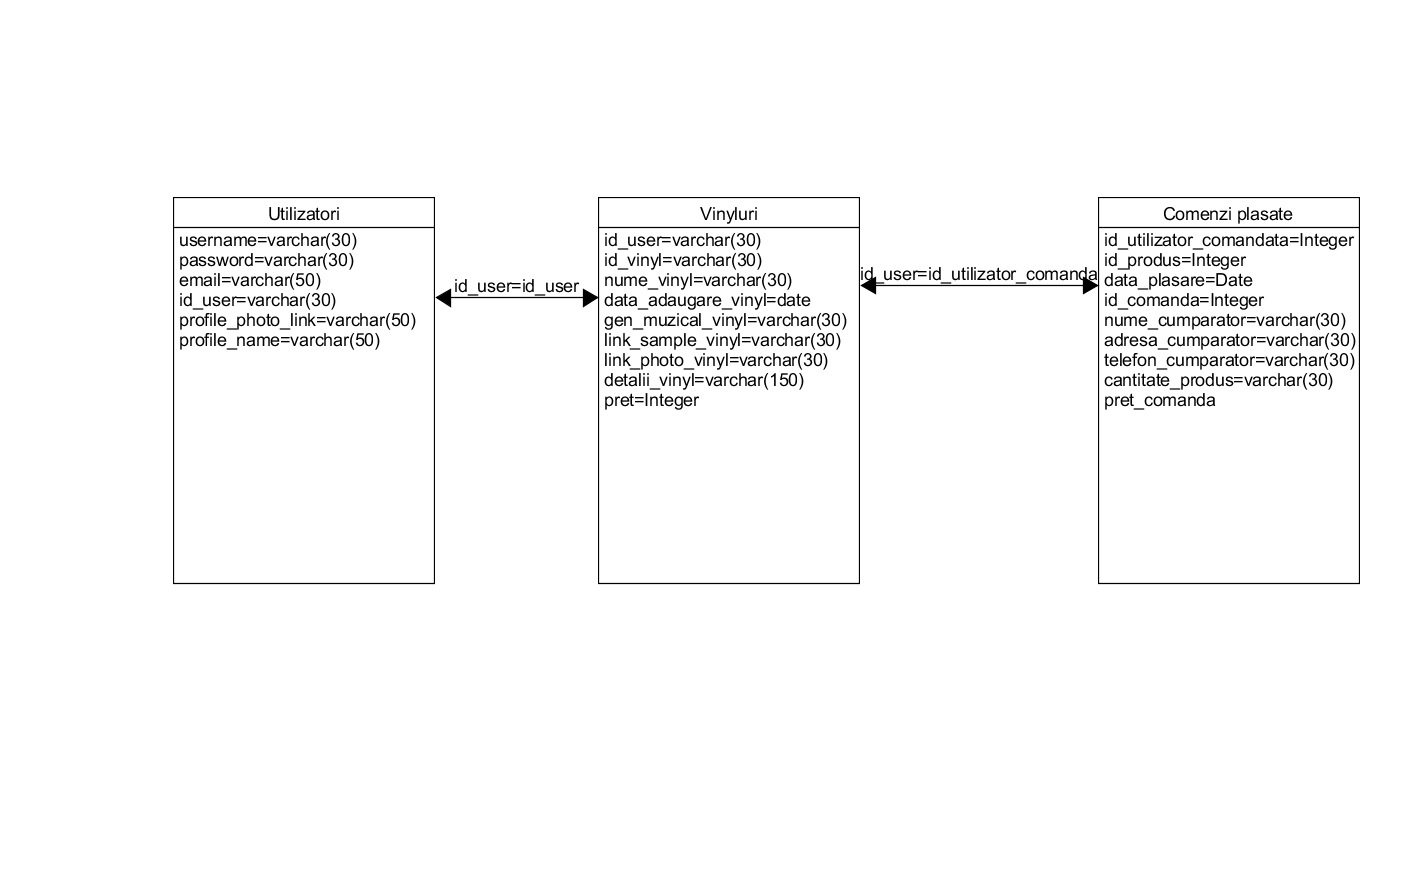 Utilizatori
username=varchar(30)
password=varchar(30)
email=varchar(50)
id_user=varchar(30)
profile_photo_link=varchar(50)
profile_name=varchar(50)
id_user=id_user
Vinyluri
id_user=varchar(30)
id_vinyl=varchar(30)
nume_vinyl=varchar(30)
data_adaugare_vinyl=date
gen_muzical_vinyl=varchar(30)
link_sample_vinyl=varchar(30)
link_photo_vinyl=varchar(30)
detalii_vinyl=varchar(150)
pret=Integer
id_user=id_utilizator_comanda
Comenzi plasate
id_utilizator_comandata=Integer
id_produs=Integer
data_plasare=Date
id_comanda=Integer
nume_cumparator=varchar(30)
adresa_cumparator=varchar(30)
telefon_cumparator=varchar(30)
cantitate_produs=varchar(30)
pret_comanda